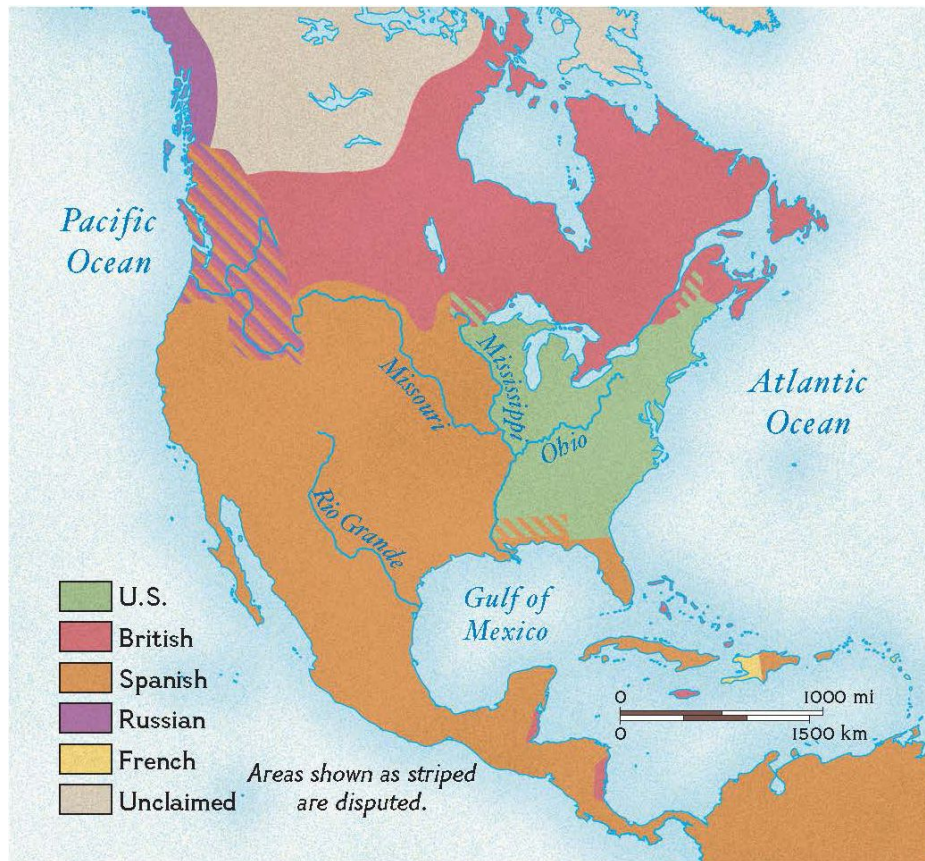 Pacific
Ocean
Missouri
Mississippi
Ohio
Atlantic
Ocean
Rio Grande
Gulf of
Mexico
U.S.
British
Spanish
Russian
French
Unclaimed
Areas shown as striped
are disputed.
0 1000 mi
0 1500 km